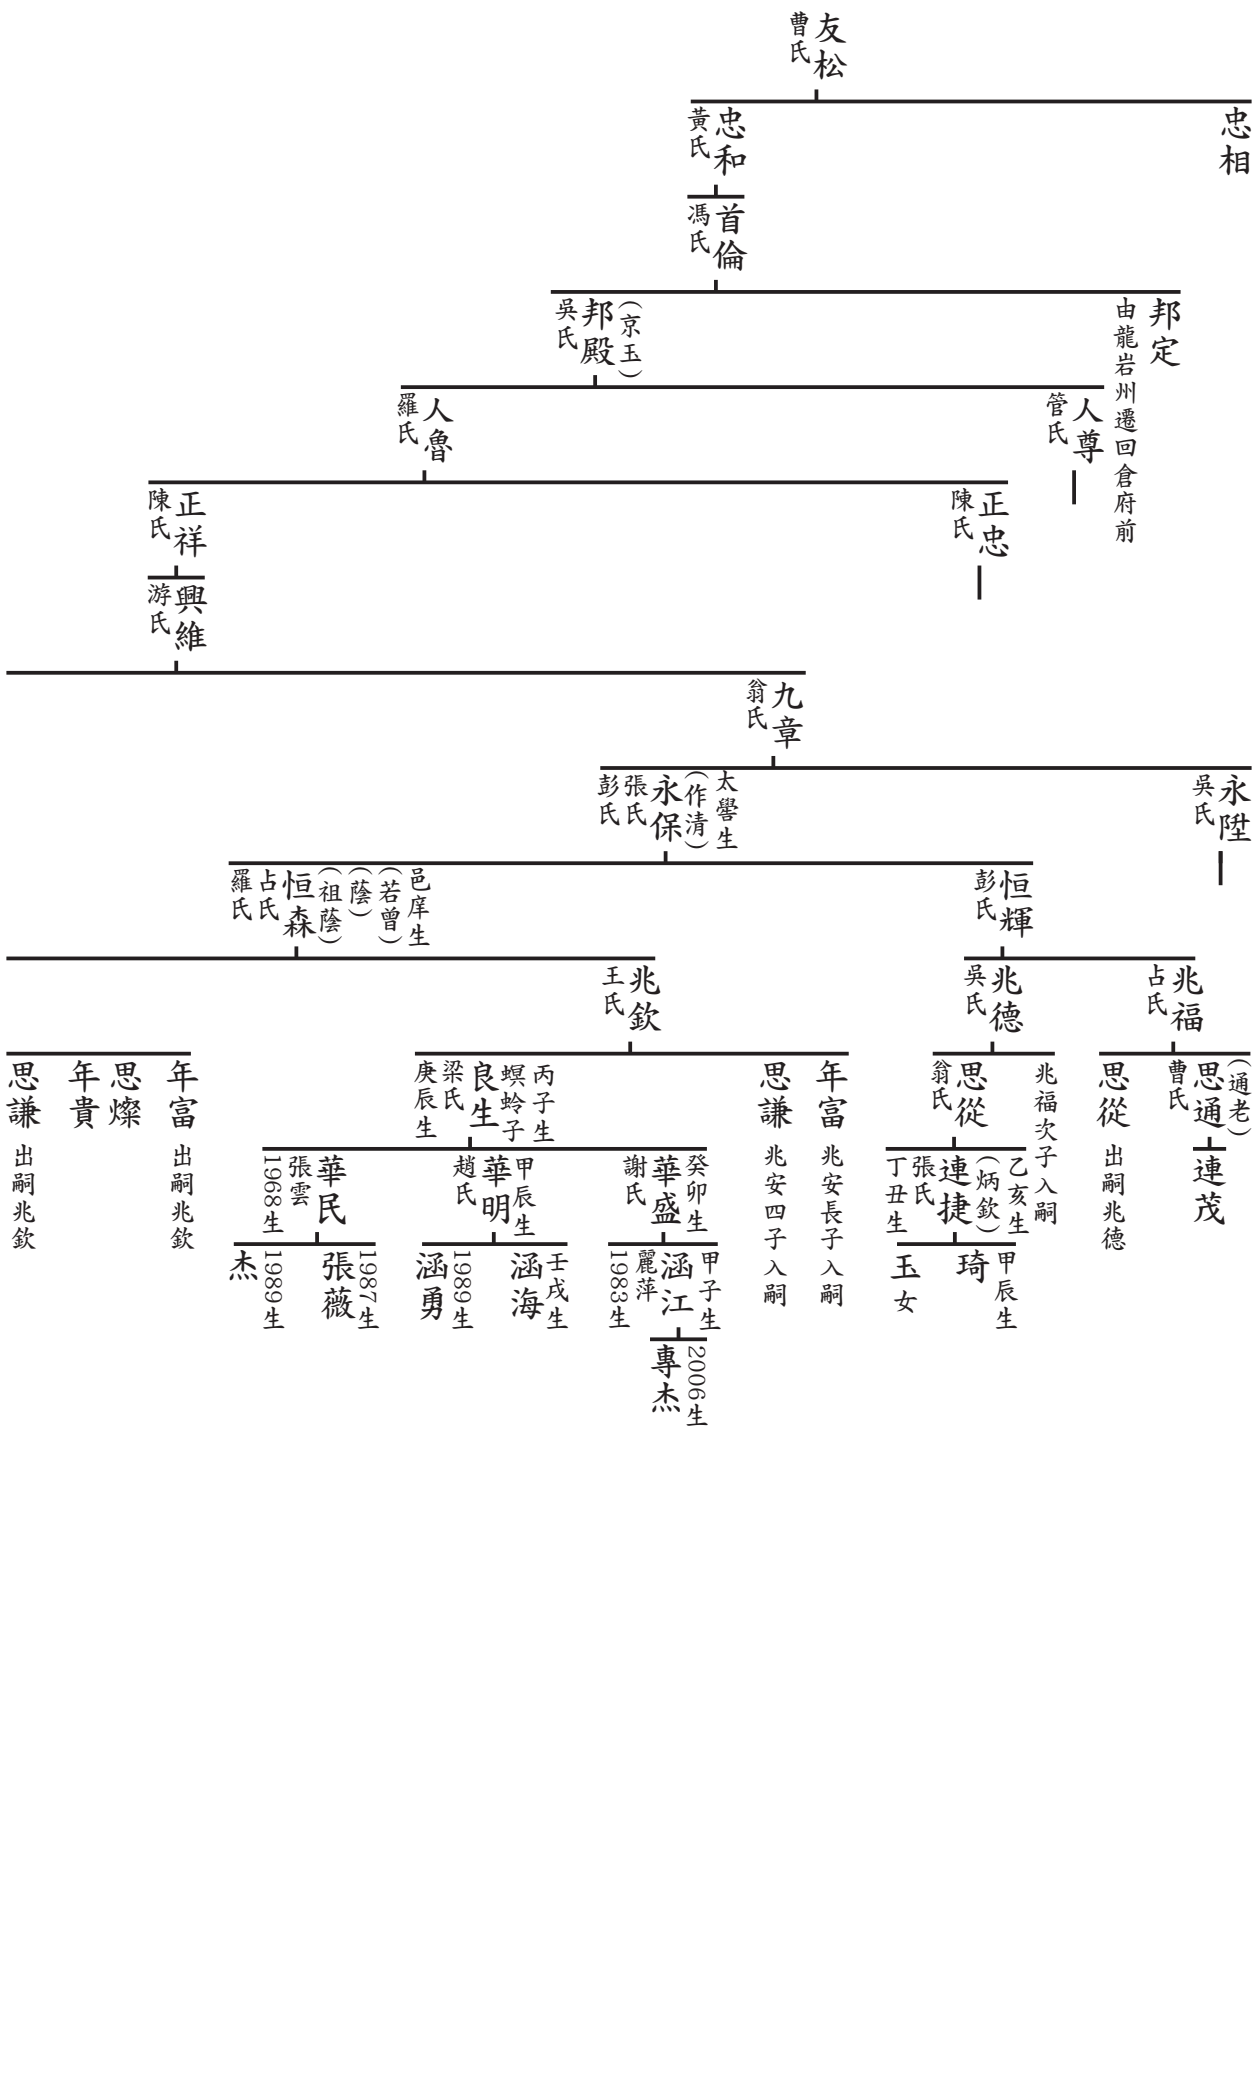 友松
曹氏
忠相
忠和
黃氏
首倫
馮氏
邦定
由龍岩州遷回倉府前
(京玉)
邦殿
吳氏
人尊
管氏
人魯
羅氏
正忠
陳氏
正祥
陳氏
興維
游氏
九章
翁氏
永陞
吳氏
太學生
(作清)
永保
張氏
彭氏
恒輝
彭氏
邑庠生
(若曾)
(蔭)
(祖蔭)
恒森
占氏
羅氏
兆福
占氏
兆德
吳氏
兆欽
王氏
(通老)
思通
曹氏
思從 出嗣兆德
兆福次子入嗣
思從
翁氏
年富 兆安長子入嗣
思謙 兆安四子入嗣
丙子生
螟蛉子
良生
梁氏
庚辰生
年富 出嗣兆欽
思燦
年貴
思謙 出嗣兆欽
連茂
乙亥生
(炳欽)
連捷
張氏
丁丑生
癸卯生
華盛
謝氏
甲辰生
華明
趙氏
華民
張雲
1968生
甲辰生
琦
玉女
甲子生
涵江
麗萍
1983生
壬戌生
涵海
1989生
涵勇
1987生
張薇
1989生
杰
2006生
專杰